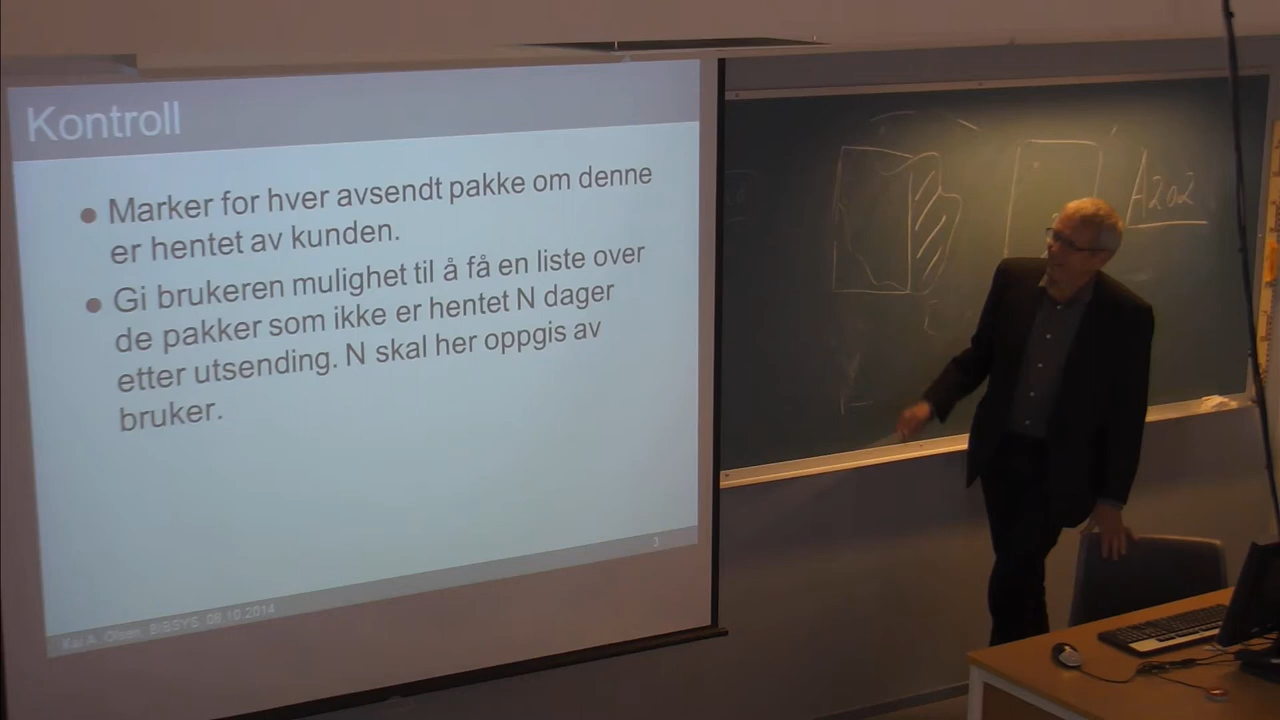 Kontroll
Marker for hver avsendt pakke om denne
er hentet av kunden.
Gi brukeren mulighet til å få en liste over
de pakker som ikke er hentet N dager
etter utsending. N skal her oppgis av
bruker.
3
Kai A. Olsen, BIBSYS, 09.10.2014
A202